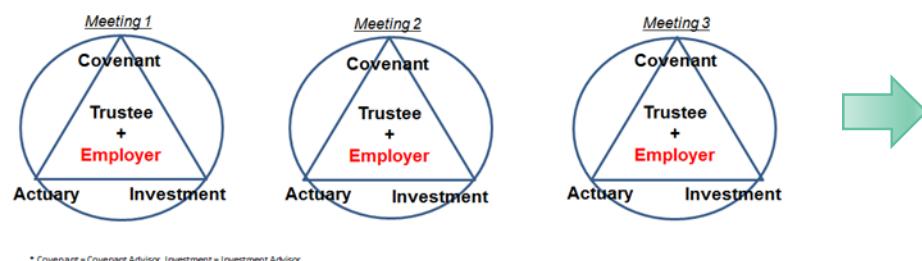 Meeting 1
Covenant
Trustee
+
Employer
Actuary
Investment
Meeting 2
Covenant
Trustee
+
Employer
Actuary
Investment
Meeting 3
Covenant
Trustee
+
Employer
Actuary
Investment
* Covenant = Covenant Advisor, Investment = Investment Advisor